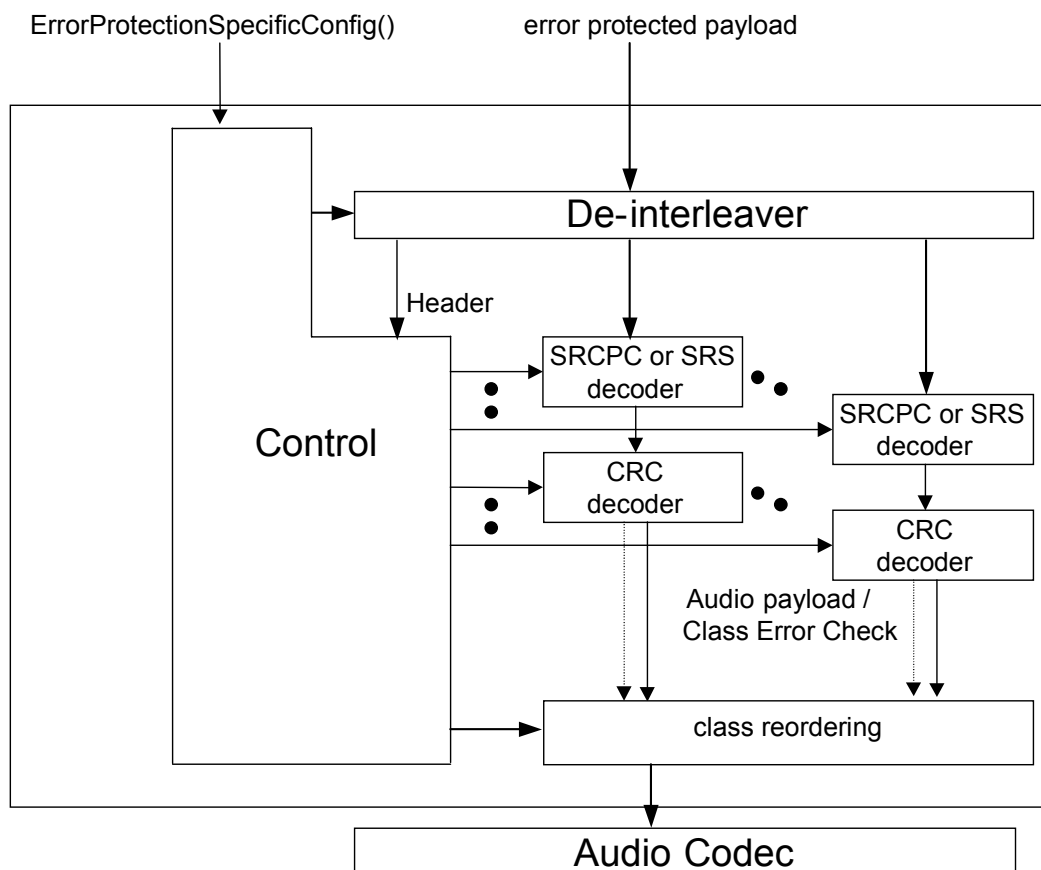 ErrorProtectionSpecificConfig()
error protected payload
De-interleaver
Header
SRCPC or SRS
decoder
SRCPC or SRS
decoder
Control
CRC
decoder
CRC
decoder
Audio payload /
Class Error Check
class reordering
Audio Codec